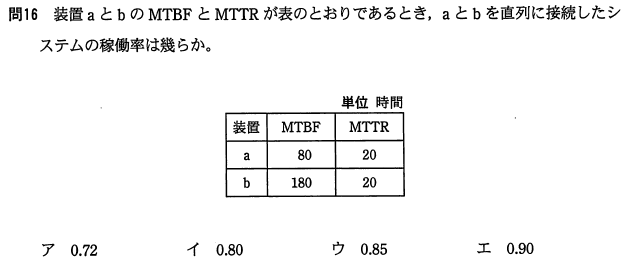 問16 装置aとbのMTBFとMTTRが表のとおりであるとき,aとbを直列に接続したシ
ステムの稼働率は幾らか。
単位 時間
装置 MTBF MTTR
a 80 20
b 180 20
ア 0.72 イ 0.80 ウ 0.85 エ 0.90